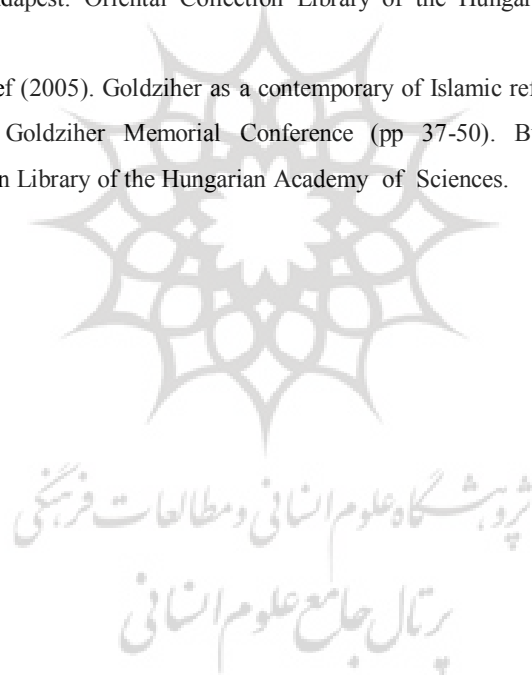 dapest: Oriental Collection Library of the Hungar
ef (2005). Goldziher as a contemporary of Islamic ref
Goldziher Memorial Conference (pp 37-50). B
n Library of the Hungarian Academy of Sciences.
پژوهشگاه علوم انسانی و مطالعات فرهنگی
پرتال جامع علوم انسانی